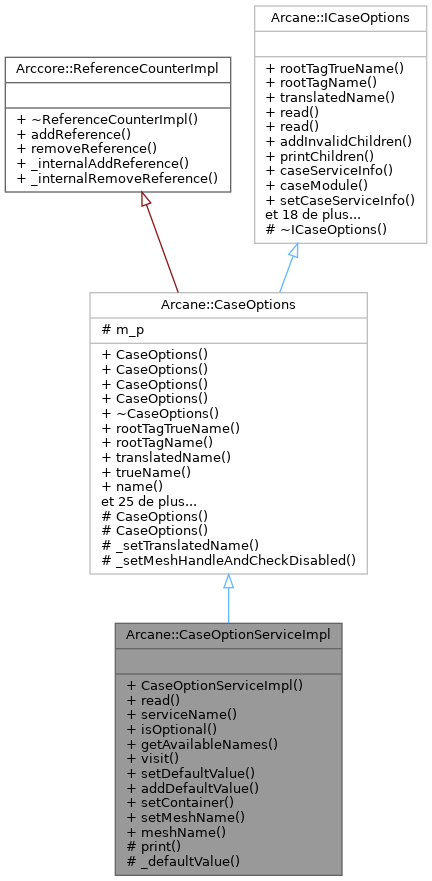 Arcane::ICaseOptions
+ rootTagTrueName()
+ rootTagName()
+ translatedName()
+ read()
+ read()
+ addInvalidChildren()
+ printChildren()
+ caseServiceInfo()
+ caseModule()
+ setCaseServiceInfo()
et 18 de plus...
# ~ICaseOptions()
Arccore::ReferenceCounterImpl
+ ~ReferenceCounterImpl()
+ addReference()
+ removeReference()
+ _internalAddReference()
+ _internalRemoveReference()
Arcane::CaseOptions
# m_p
+ CaseOptions()
+ CaseOptions()
+ CaseOptions()
+ CaseOptions()
+ ~CaseOptions()
+ rootTagTrueName()
+ rootTagName()
+ translatedName()
+ trueName()
+ name()
et 25 de plus...
# CaseOptions()
# CaseOptions()
# _setTranslatedName()
# _setMeshHandleAndCheckDisabled()
Arcane::CaseOptionServiceImpl
+ CaseOptionServiceImpl()
+ read()
+ serviceName()
+ isOptional()
+ getAvailableNames()
+ visit()
+ setDefaultValue()
+ addDefaultValue()
+ setContainer()
+ setMeshName()
+ meshName()
# print()
# _defaultValue()